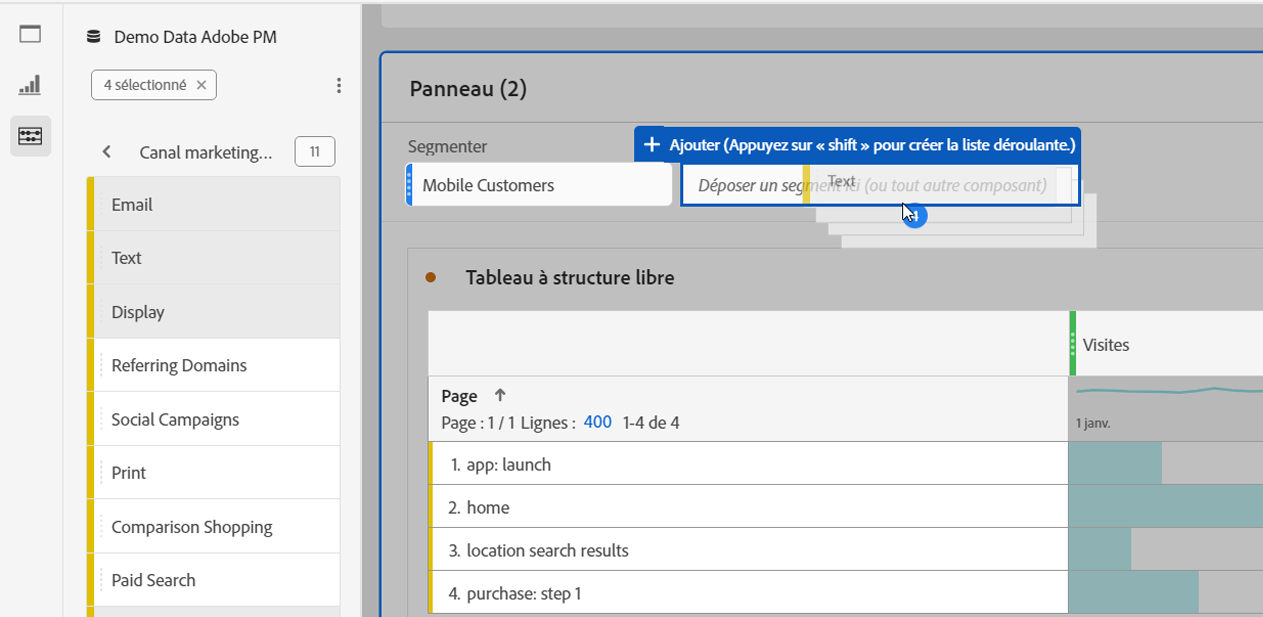 Demo Data Adobe PM
4 sélectionné
Canal marketing... 11
Email
Text
Display
Referring Domains
Social Campaigns
Print
Comparison Shopping
Paid Search
Panneau (2)
Segmenter
Ajouter (Appuyez sur « shift » pour créer la liste déroulante.)
Mobile Customers
Déposer un segment ici (ou tout autre composant)
Text
4
Tableau à structure libre
Visites
Page
Page : 1 / 1 Lignes : 400 1-4 de 4
1 janv.
1. app: launch
2. home
3. location search results
4. purchase: step 1